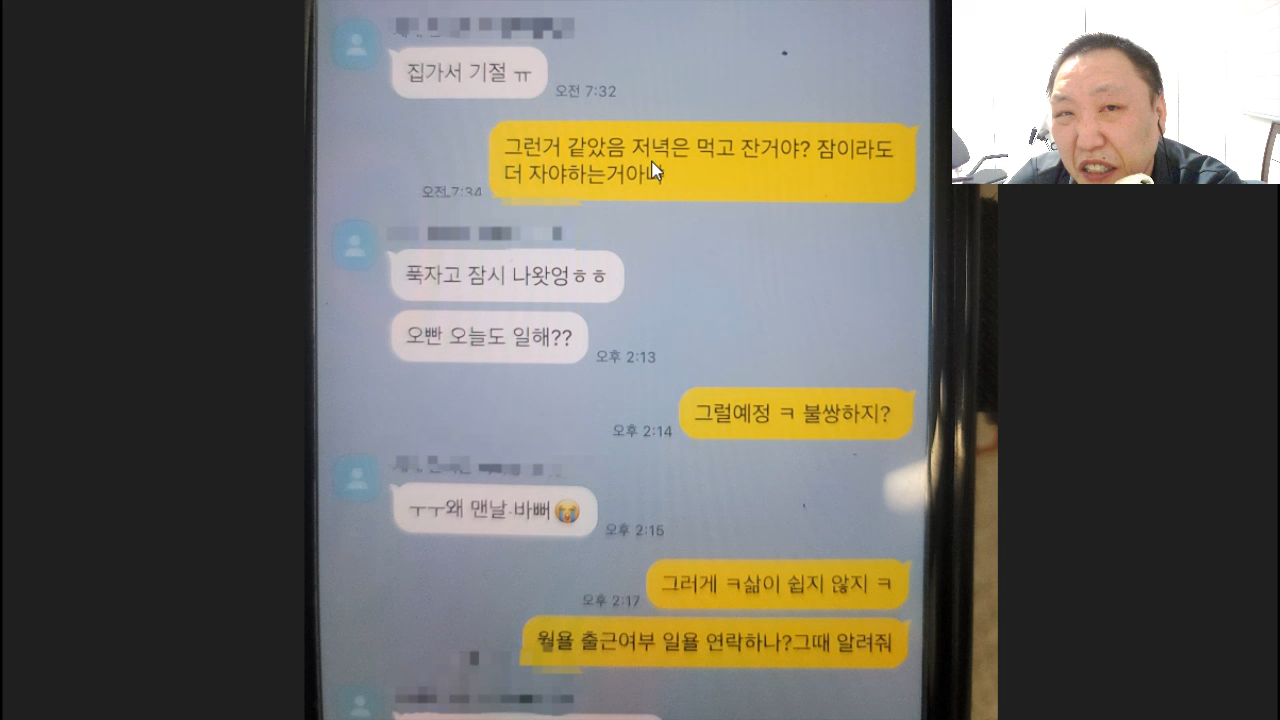 집가서 기절 ㅠ
오전 7:32
그런거 같았음 저녁은 먹고 잔거야? 잠이라도
더 자야하는거아냐
오전 7:34
푹자고 잠시 나왓엉ㅎㅎ
오빤 오늘도 일해??
오후 2:13
그럴예정 ㅋ 불쌍하지?
오후 2:14
ㅜㅜ왜 맨날 바뻐😭
오후 2:15
그러게 ㅋ삶이 쉽지 않지 ㅋ
오후 2:17
월욜 출근여부 일욜 연락하나?그때 알려줘